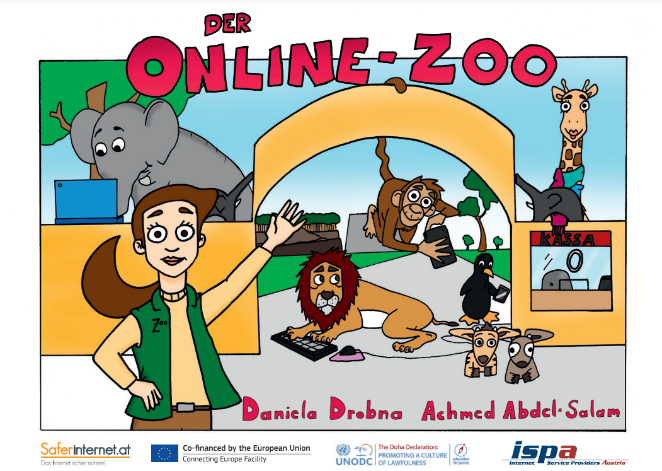 DER
ONLINE-ZOO
KASSA
Zoo
Daniela Drobna Achmed Abdel-Salam
Saferinternet.at
Das Internet sicher nutzen!
Co-financed by the European Union
Connecting Europe Facility
UNODC
The Doha Declaration:
PROMOTING A CULTURE
OF LAWFULNESS
ispa
Internet Service Providers Austria